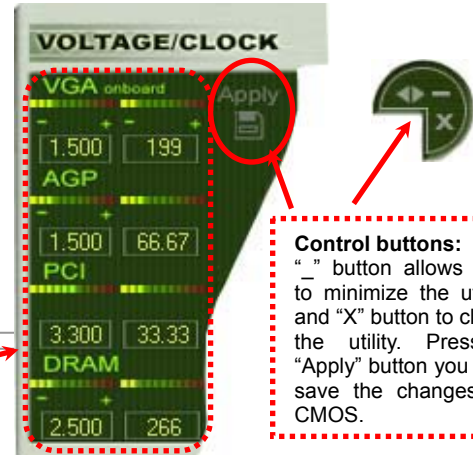 VOLTAGE/CLOCK
VGA onboard
Apply
- + - +
1.500 199
AGP
- +
1.500 66.67
PCI
3.300 33.33
DRAM
- +
2.500 266
X
Control buttons:
“_” button allows
to minimize the
and “X” button to
the utility. Press
“Apply” button you
save the changes
CMOS.